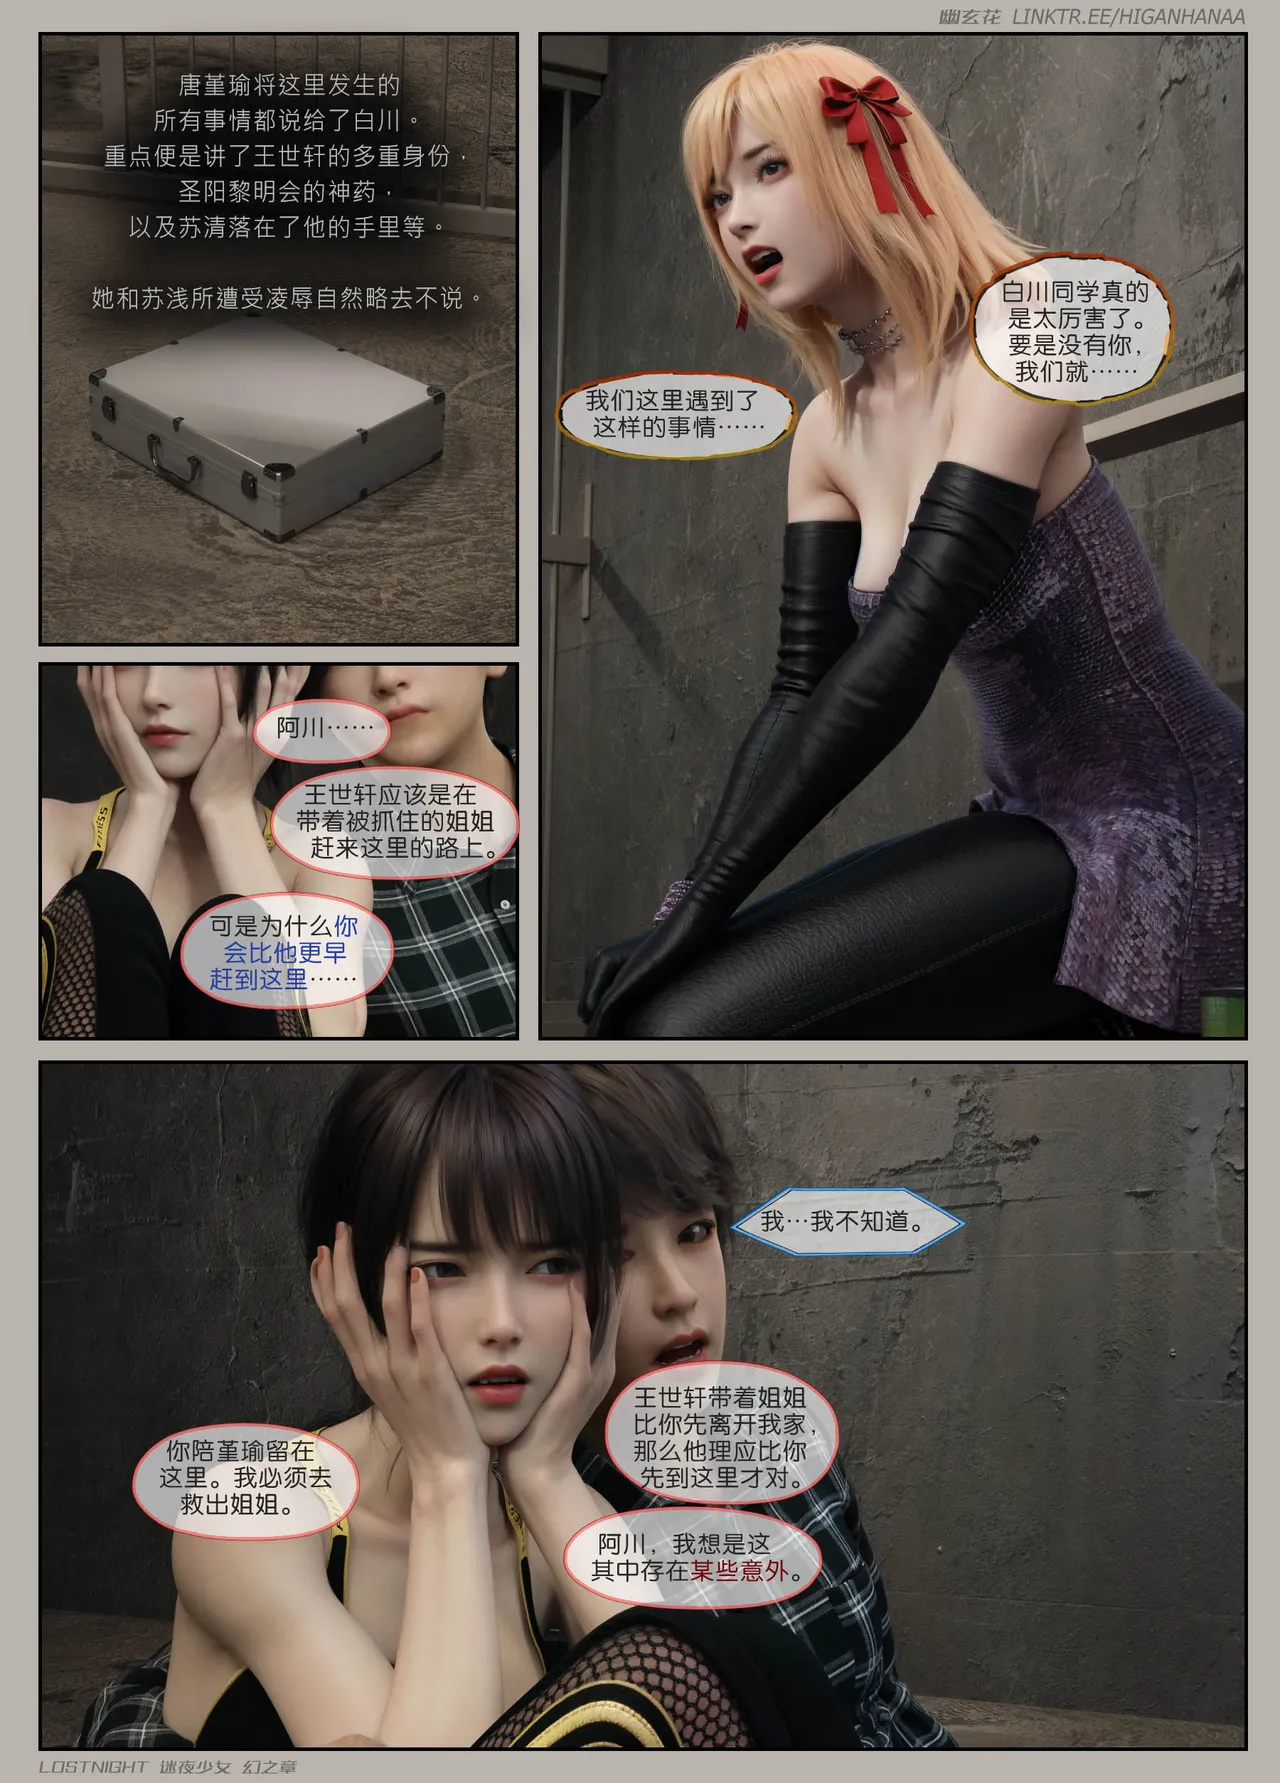 幽玄花 LINKTR.EE/HIGANHANAA
唐堇瑜将这里发生的
所有事情都说给了白川。
重点便是讲了王世轩的多重身份，
圣阳黎明会的神药，
以及苏清落在了他的手里等。
她和苏浅所遭受凌辱自然略去不说。
我们这里遇到了
这样的事情……
白川同学真的
是太厉害了。
要是没有你，
我们就……
阿川……
王世轩应该是在
带着被抓住的姐姐
赶来这里的路上。
可是为什么你
会比他更早
赶到这里……
我…我不知道。
王世轩带着姐姐
比你先离开我家，
那么他理应比你
先到这里才对。
阿川，我想是这
其中存在某些意外。
你陪堇瑜留在
这里。我必须去
救出姐姐。
LOSTNIGHT 迷夜少女 幻之章